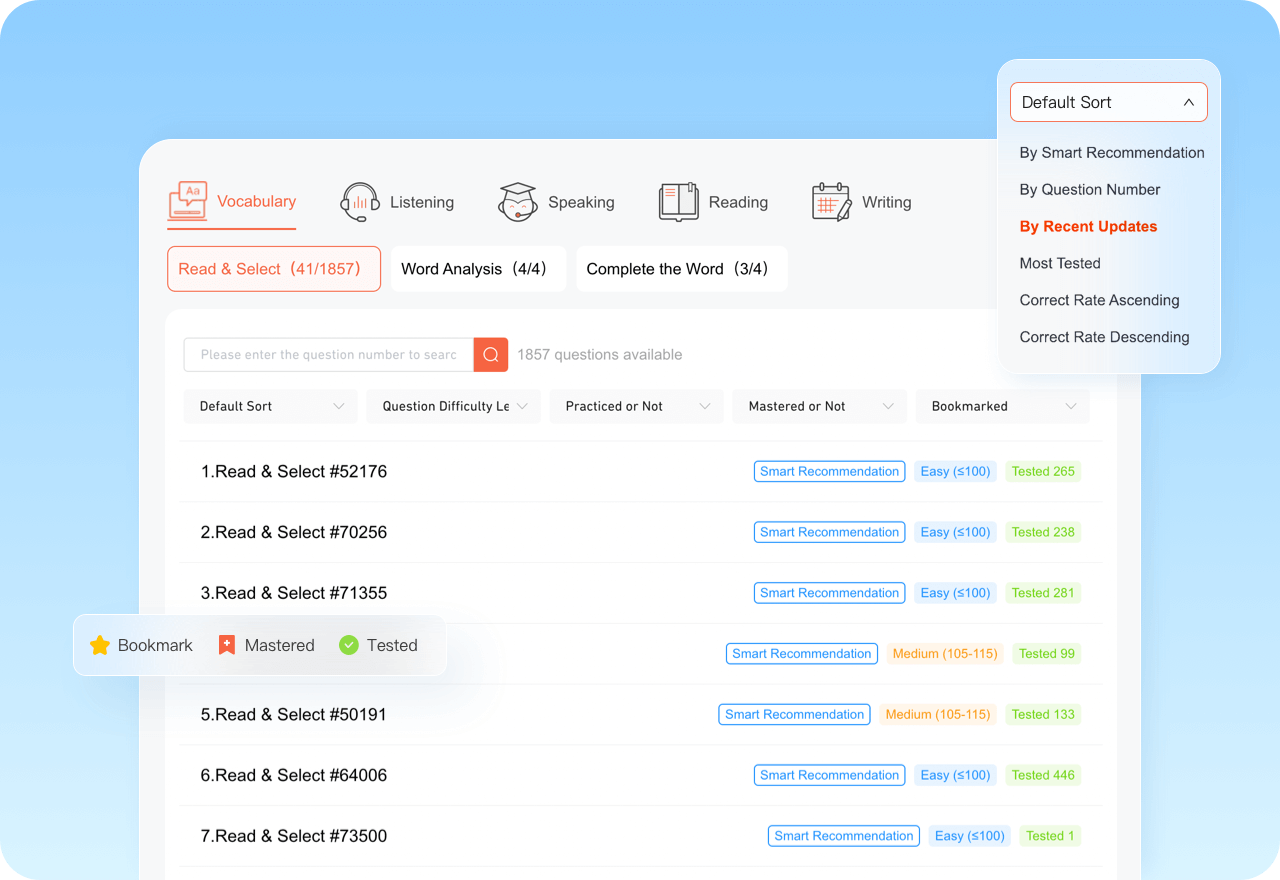 Default Sort
By Smart Recommendation
By Question Number
By Recent Updates
Most Tested
Correct Rate Ascending
Correct Rate Descending
Aa
Vocabulary Listening Speaking Reading Writing
Read & Select (41/1857) Word Analysis (4/4) Complete the Word (3/4)
Please enter the question number to searc 1857 questions available
Default Sort Question Difficulty Le Practiced or Not Mastered or Not Bookmarked
1.Read & Select #52176 Smart Recommendation Easy (≤100) Tested 265
2.Read & Select #70256 Smart Recommendation Easy (≤100) Tested 238
3.Read & Select #71355 Smart Recommendation Easy (≤100) Tested 281
Bookmark Mastered Tested
Smart Recommendation Medium (105-115) Tested 99
5.Read & Select #50191 Smart Recommendation Medium (105-115) Tested 133
6.Read & Select #64006 Smart Recommendation Easy (≤100) Tested 446
7.Read & Select #73500 Smart Recommendation Easy (≤100) Tested 1